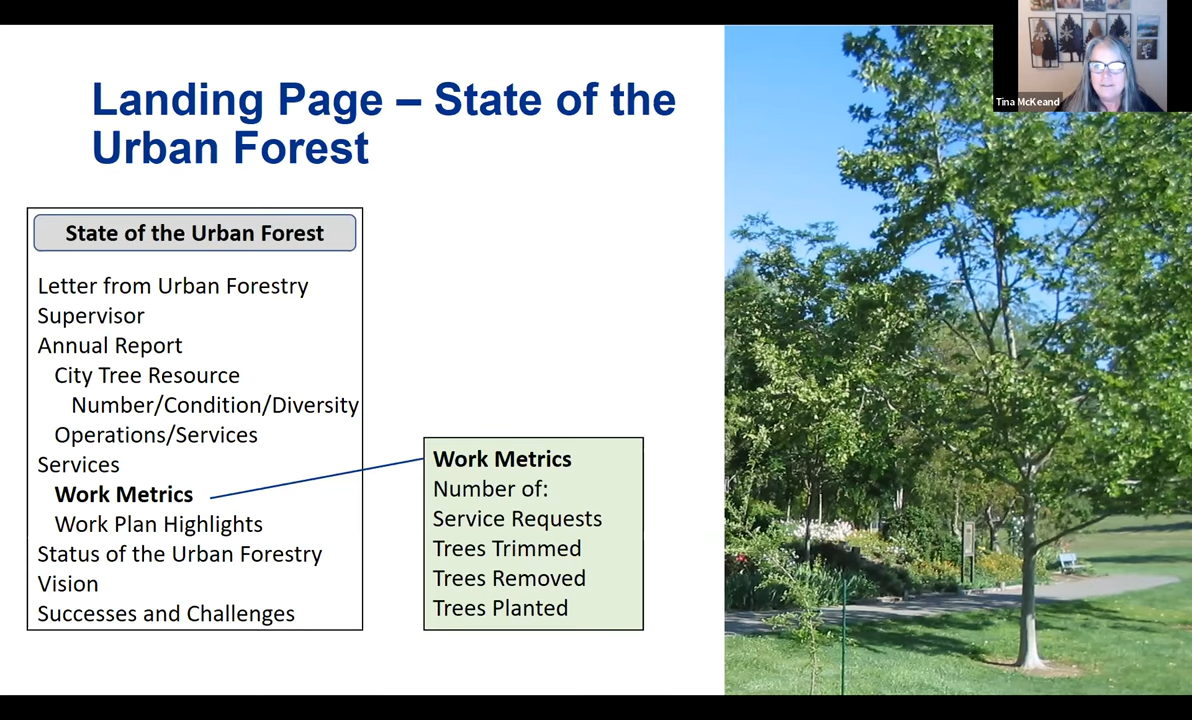 Landing Page – State of the
Urban Forest
Tina McKeand
State of the Urban Forest
Letter from Urban Forestry
Supervisor
Annual Report
City Tree Resource
Number/Condition/Diversity
Operations/Services
Services
Work Metrics
Work Plan Highlights
Status of the Urban Forestry
Vision
Successes and Challenges
Work Metrics
Number of:
Service Requests
Trees Trimmed
Trees Removed
Trees Planted